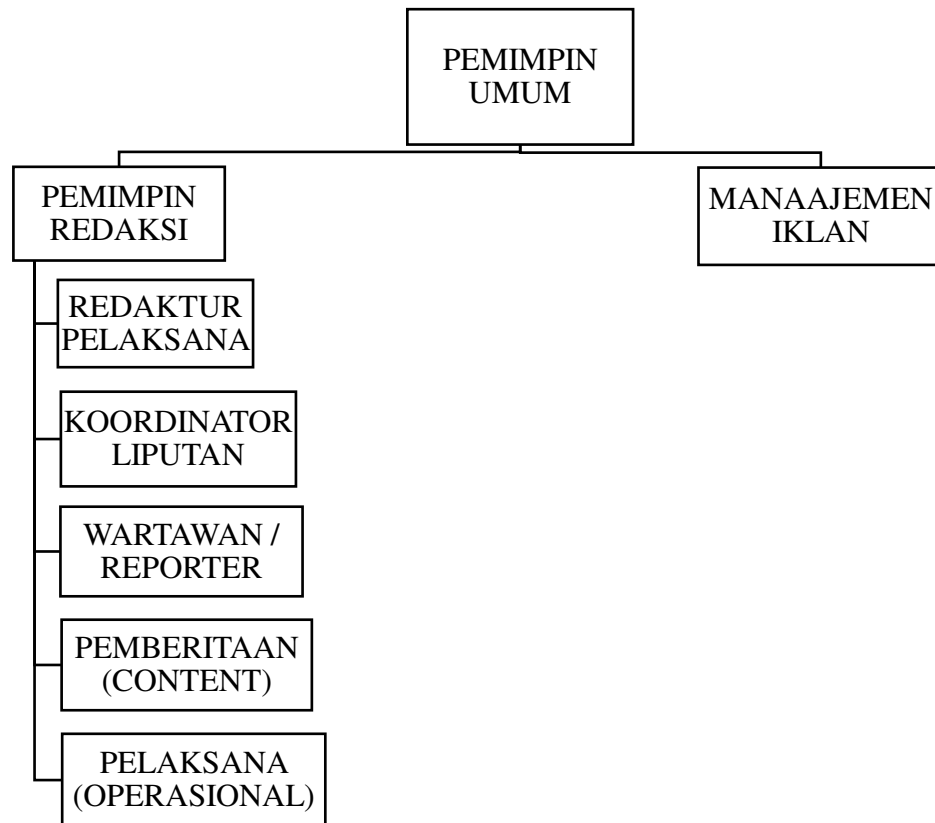 PEMIMPIN
UMUM
PEMIMPIN
REDAKSI
MANAAJEMEN
IKLAN
REDAKTUR
PELAKSANA
KOORDINATOR
LIPUTAN
WARTAWAN /
REPORTER
PEMBERITAAN
(CONTENT)
PELAKSANA
(OPERASIONAL)